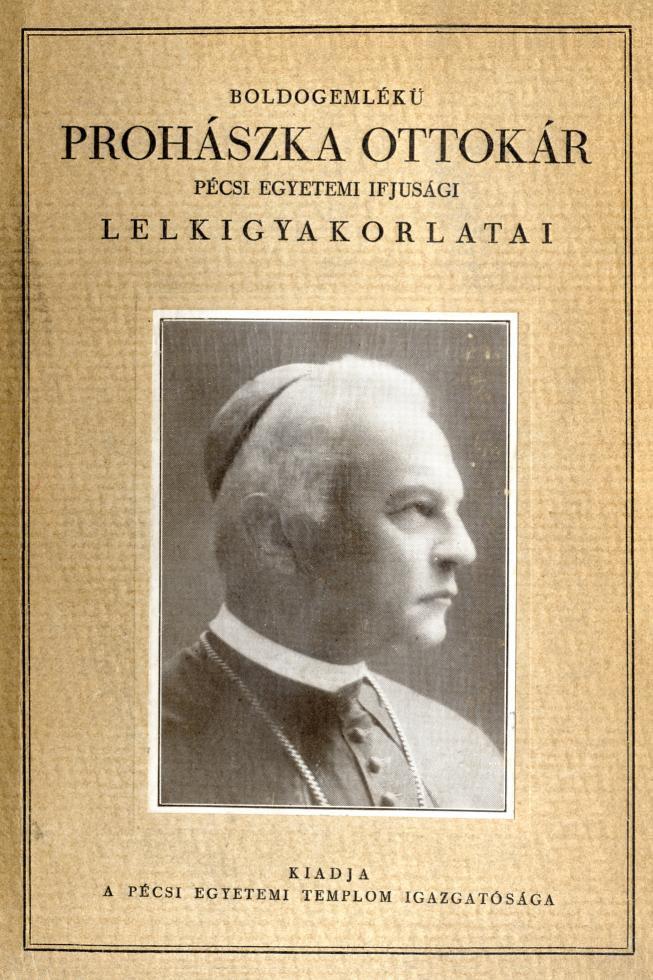 BOLDOGEMLÉKŰ
PROHÁSZKA OTTOKÁR
PÉCSI EGYETEMI IFJUSÁGI
LELKIGYAKORLATAI
KIADJA
A PÉCSI EGYETEMI TEMPLOM IGAZGATÓSÁGA